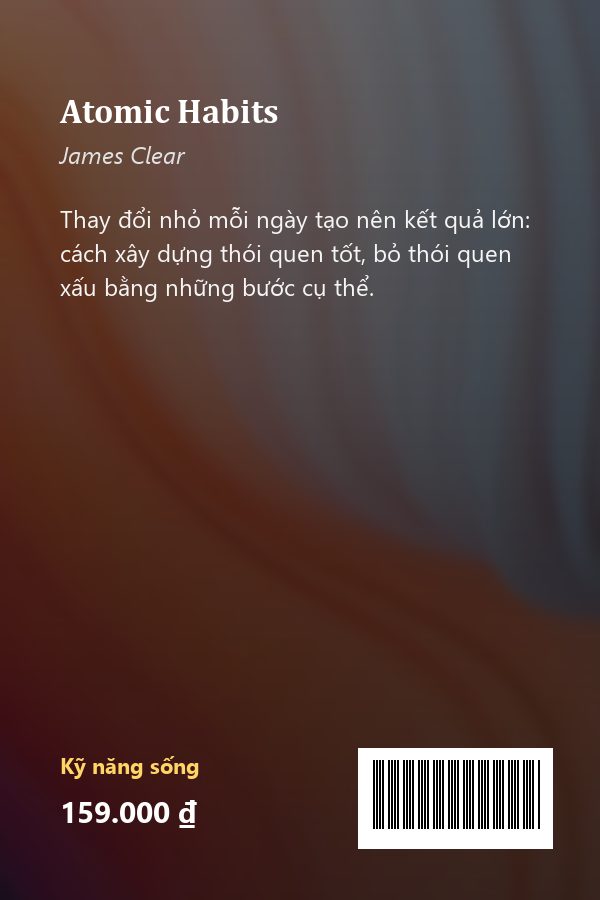 Atomic Habits
James Clear
Thay đổi nhỏ mỗi ngày tạo nên kết quả lớn:
cách xây dựng thói quen tốt, bỏ thói quen
xấu bằng những bước cụ thể.
Kỹ năng sống
159.000 ₫